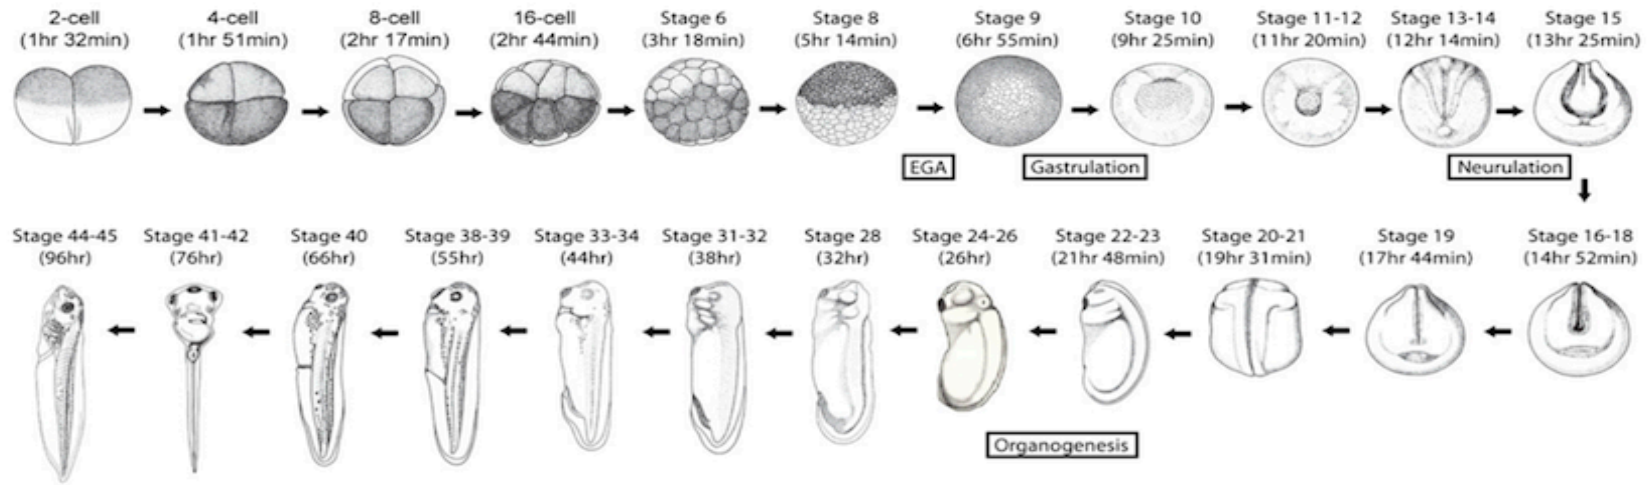 2-cell
(1hr 32min)
4-cell
(1hr 51min)
8-cell
(2hr 17min)
16-cell
(2hr 44min)
Stage 6
(3hr 18min)
Stage 8
(5hr 14min)
Stage 9
(6hr 55min)
Stage 10
(9hr 25min)
Stage 11-12
(11hr 20min)
Stage 13-14
(12hr 14min)
Stage 15
(13hr 25min)
EGA
Gastrulation
Neurulation
Stage 44-45
(96hr)
Stage 41-42
(76hr)
Stage 40
(66hr)
Stage 38-39
(55hr)
Stage 33-34
(44hr)
Stage 31-32
(38hr)
Stage 28
(32hr)
Stage 24-26
(26hr)
Stage 22-23
(21hr 48min)
Stage 20-21
(19hr 31min)
Stage 19
(17hr 44min)
Stage 16-18
(14hr 52min)
Organogenesis